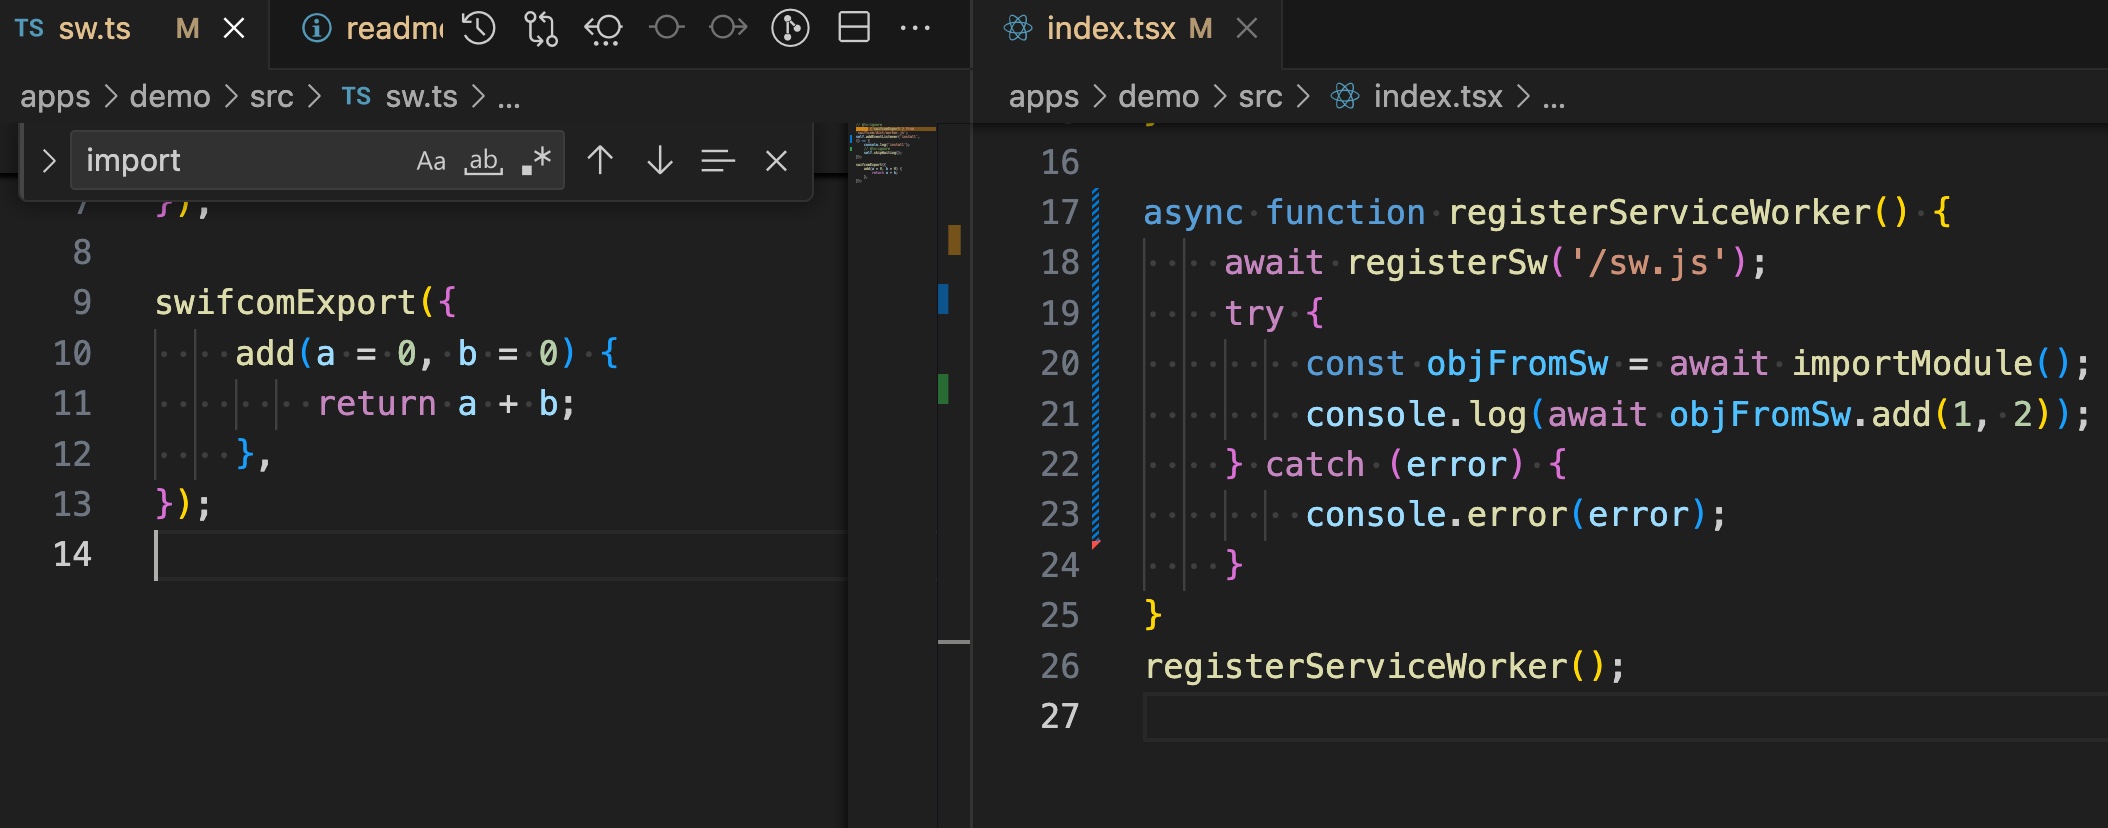 TS sw.ts M
readme
apps > demo > src > TS sw.ts > ...
import Aa ab .*
7 });
8
9 swifcomExport({
10 add(a = 0, b = 0) {
11 return a + b;
12 },
13 });
14
index.tsx M
apps > demo > src > index.tsx > ...
16
17 async function registerServiceWorker() {
18 await registerSw('/sw.js');
19 try {
20 const objFromSw = await importModule();
21 console.log(await objFromSw.add(1, 2));
22 } catch (error) {
23 console.error(error);
24 }
25 }
26 registerServiceWorker();
27